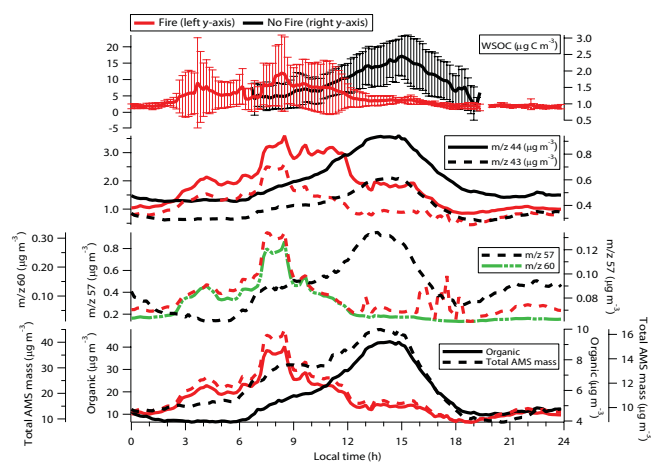 Fire (left y-axis) No Fire (right y-axis)
WSOC (µg C m⁻³)
20
15
10
5
0
-5
3.0
2.5
2.0
1.5
1.0
0.5
m/z 44 (µg m⁻³)
m/z 43 (µg m⁻³)
3.0
2.0
1.0
0.8
0.6
0.4
m/z 60 (µg m⁻³)
0.30
0.15
0.00
m/z 57 (µg m⁻³)
0.8
0.6
0.4
0.2
m/z 57
m/z 60
0.12
0.10
0.08
0.06
m/z 57 (µg m⁻³)
Total AMS mass (µg m⁻³)
40
30
20
10
Organic (µg m⁻³)
40
30
20
10
Organic
Total AMS mass
10
8
6
4
Organic (µg m⁻³)
16
14
12
10
Total AMS mass (µg m⁻³)
0 3 6 9 12 15 18 21 24
Local time (h)